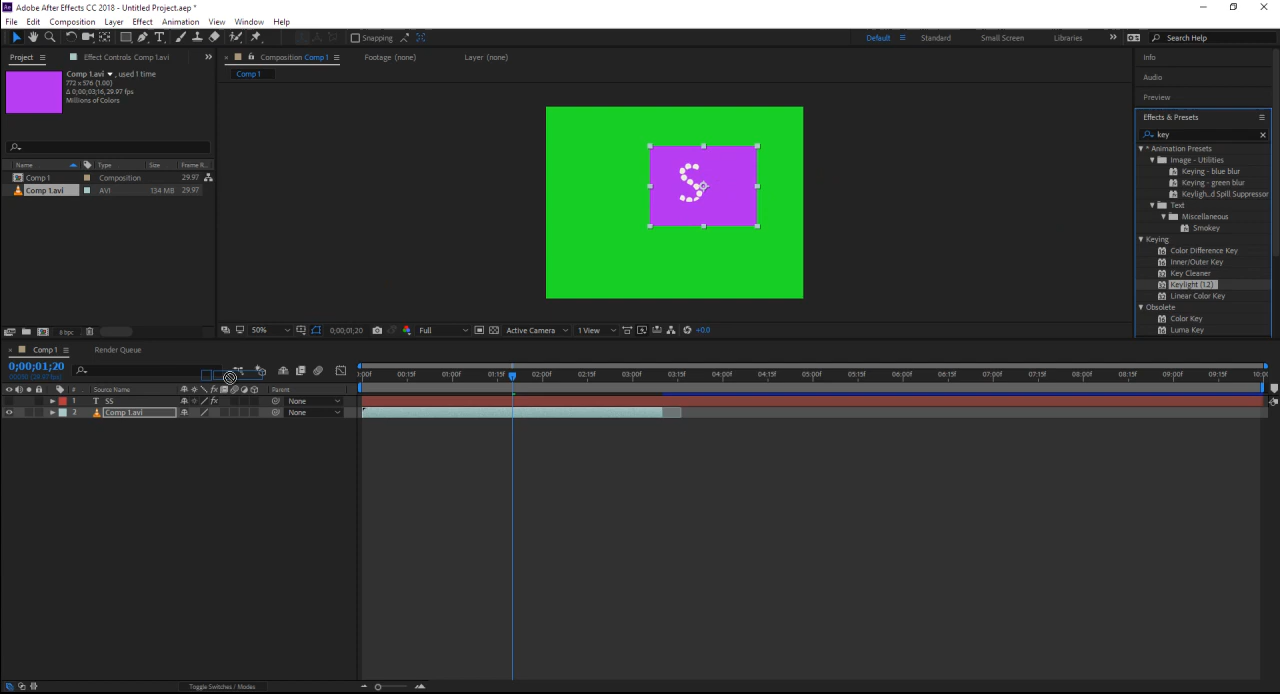 Adobe After Effects CC 2018 - Untitled Project.aep *
File Edit Composition Layer Effect Animation View Window Help
Snapping Default Standard Small Screen Libraries Search Help
Project Effect Controls Comp 1.avi Composition Comp 1 Footage (none) Layer (none) Info
Comp 1
Comp 1.avi , used 1 time
772 x 576 (1.00)
Δ 0;00;03;16, 29.97 fps
Millions of Colors
Audio
Preview
Effects & Presets
key
Name Type Size Frame R...
Comp 1 Composition 29.97
Comp 1.avi AVI 134 MB 29.97
S
* Animation Presets
Image - Utilities
Keying - blue blur
Keying - green blur
Keyligh...d Spill Suppressor
Text
Miscellaneous
Smokey
Keying
Color Difference Key
Inner/Outer Key
Key Cleaner
Keylight (1.2)
Linear Color Key
Obsolete
Color Key
Luma Key
8 bpc
50% 0;00;01;20 Full Active Camera 1 View +0.0
Comp 1 Render Queue
0;00;01;20
:00f 00:15f 01:00f 01:15f 02:00f 02:15f 03:00f 03:15f 04:00f 04:15f 05:00f 05:15f 06:00f 06:15f 07:00f 07:15f 08:00f 08:15f 09:00f 09:15f 10:00
# Source Name Parent
1 T SS fx None
2 Comp 1.avi None
Toggle Switches / Modes